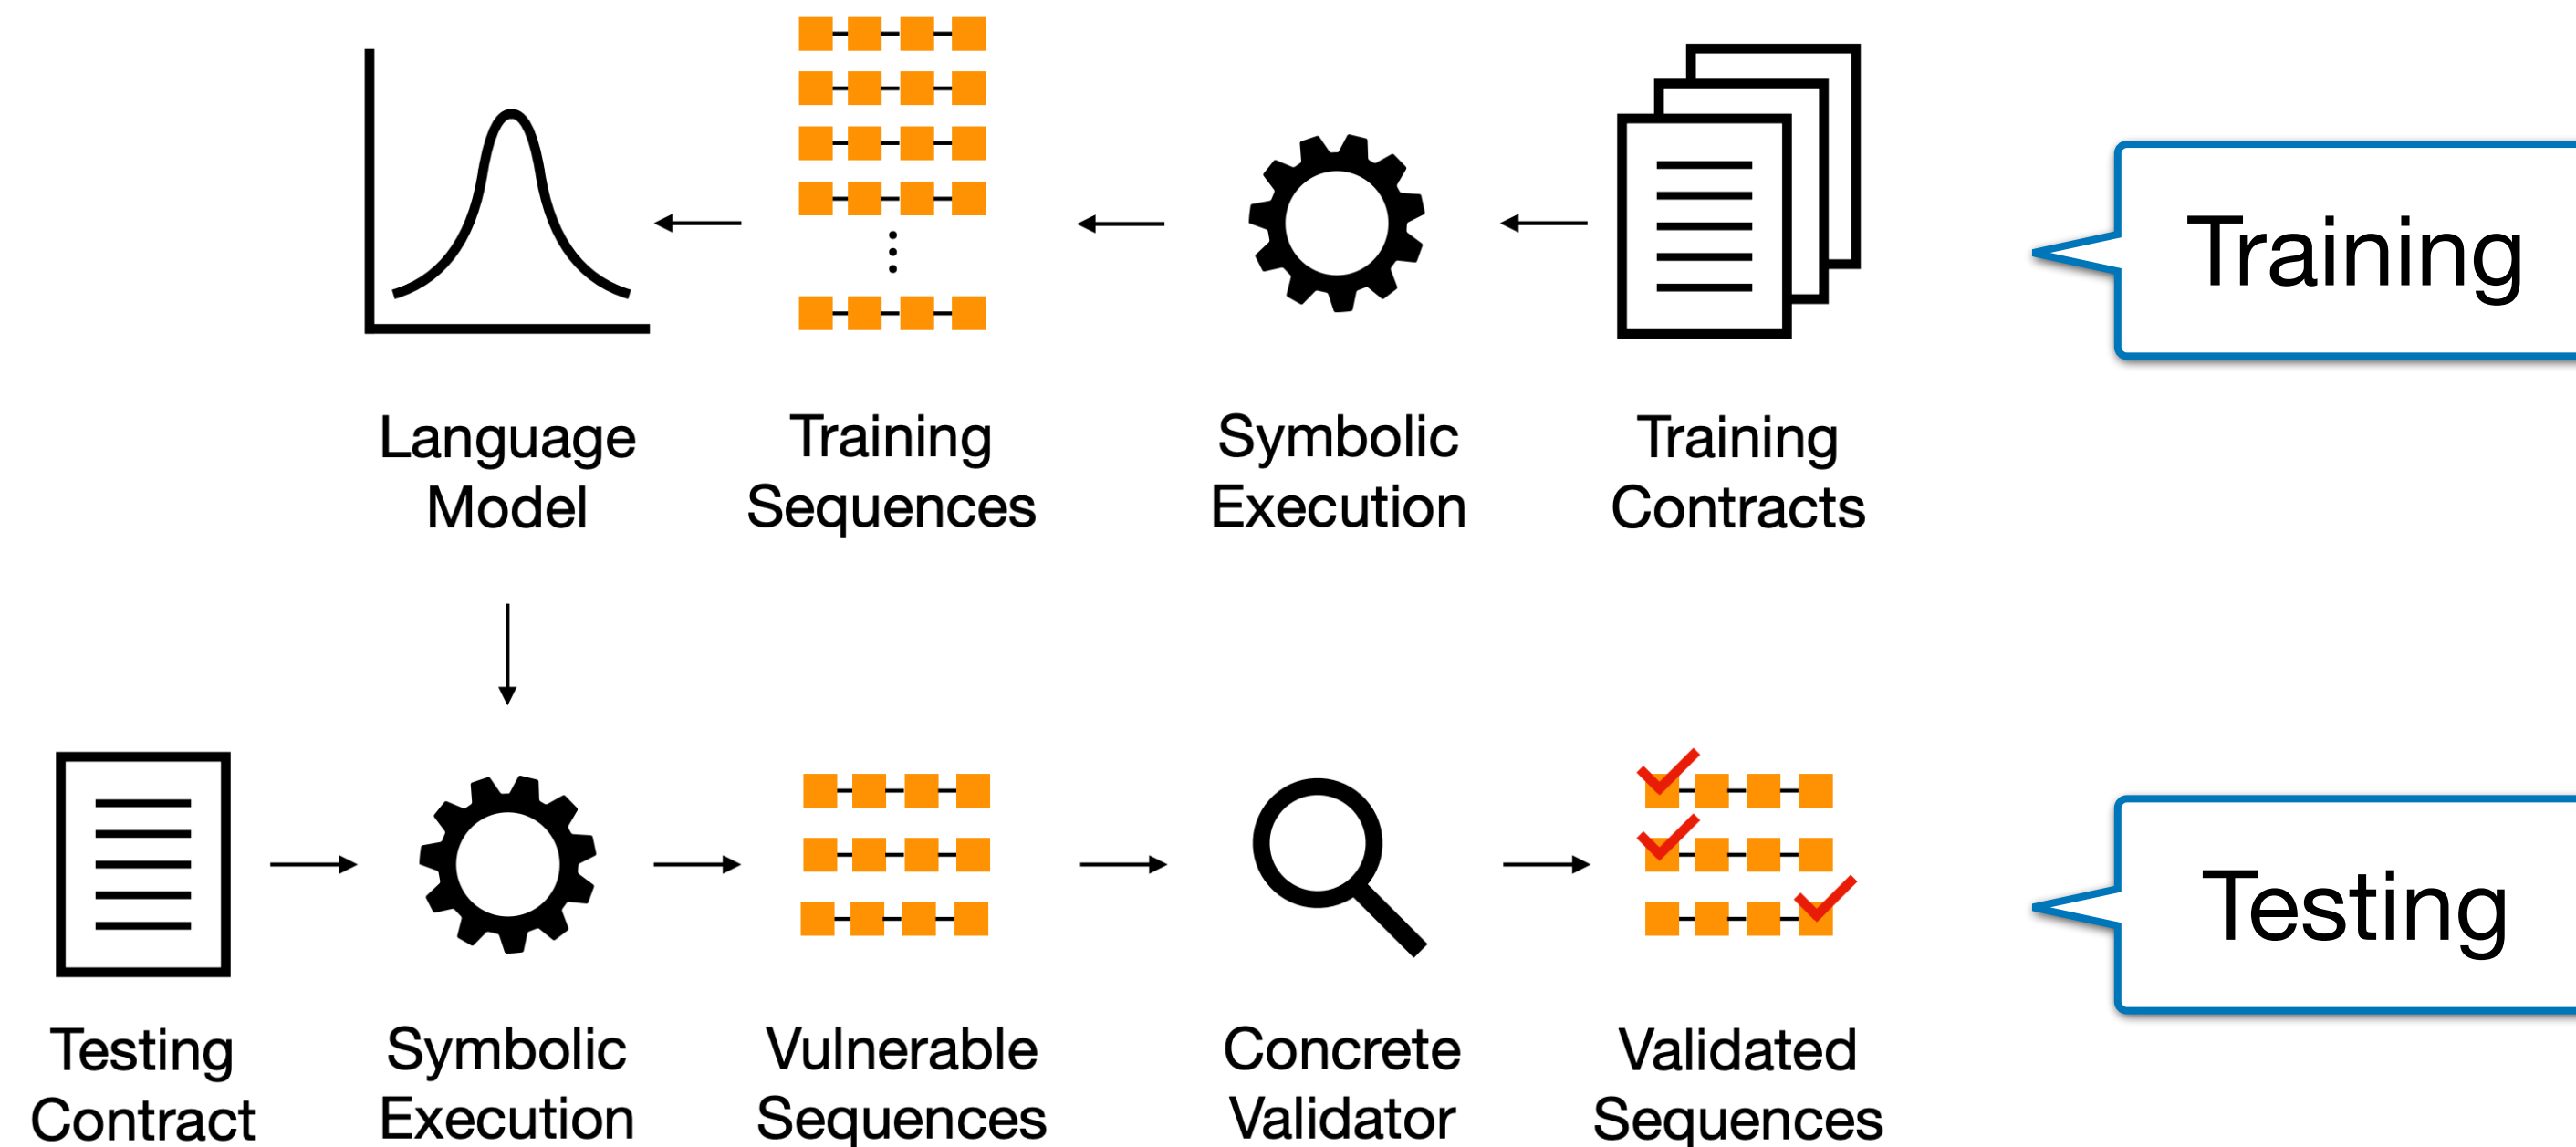 Language
Model
Training
Sequences
Symbolic
Execution
Training
Contracts
Training
Testing
Contract
Symbolic
Execution
Vulnerable
Sequences
Concrete
Validator
Validated
Sequences
Testing